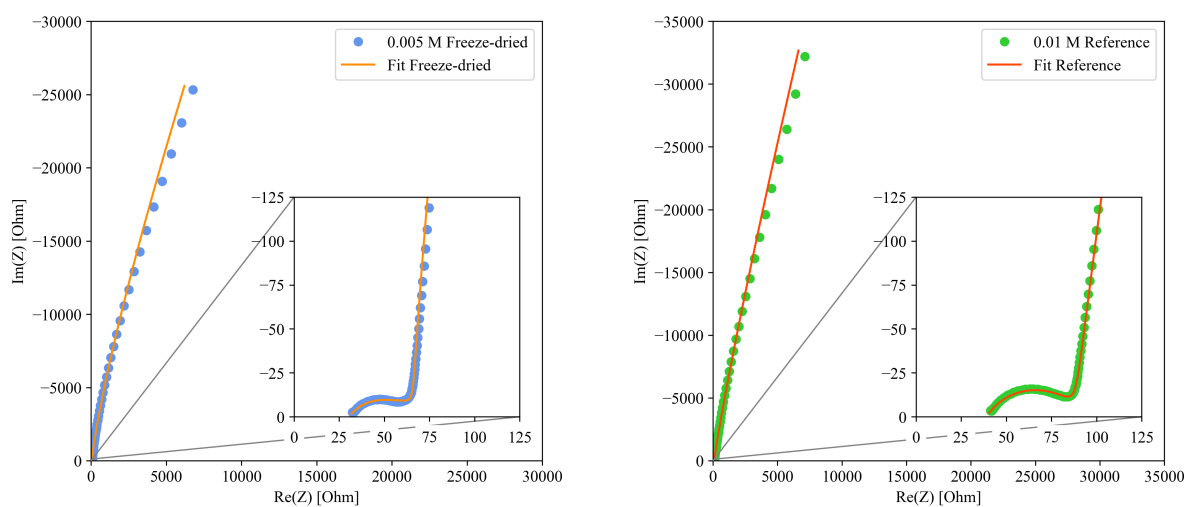 −30000
−25000
−20000
−15000
−10000
−5000
0
Im(Z) [Ohm]
0.005 M Freeze-dried
Fit Freeze-dried
−125
−100
−75
−50
−25
0
0 25 50 75 100 125
0 5000 10000 15000 20000 25000 30000
Re(Z) [Ohm]
−35000
−30000
−25000
−20000
−15000
−10000
−5000
0
Im(Z) [Ohm]
0.01 M Reference
Fit Reference
−125
−100
−75
−50
−25
0
0 25 50 75 100 125
0 5000 10000 15000 20000 25000 30000 35000
Re(Z) [Ohm]